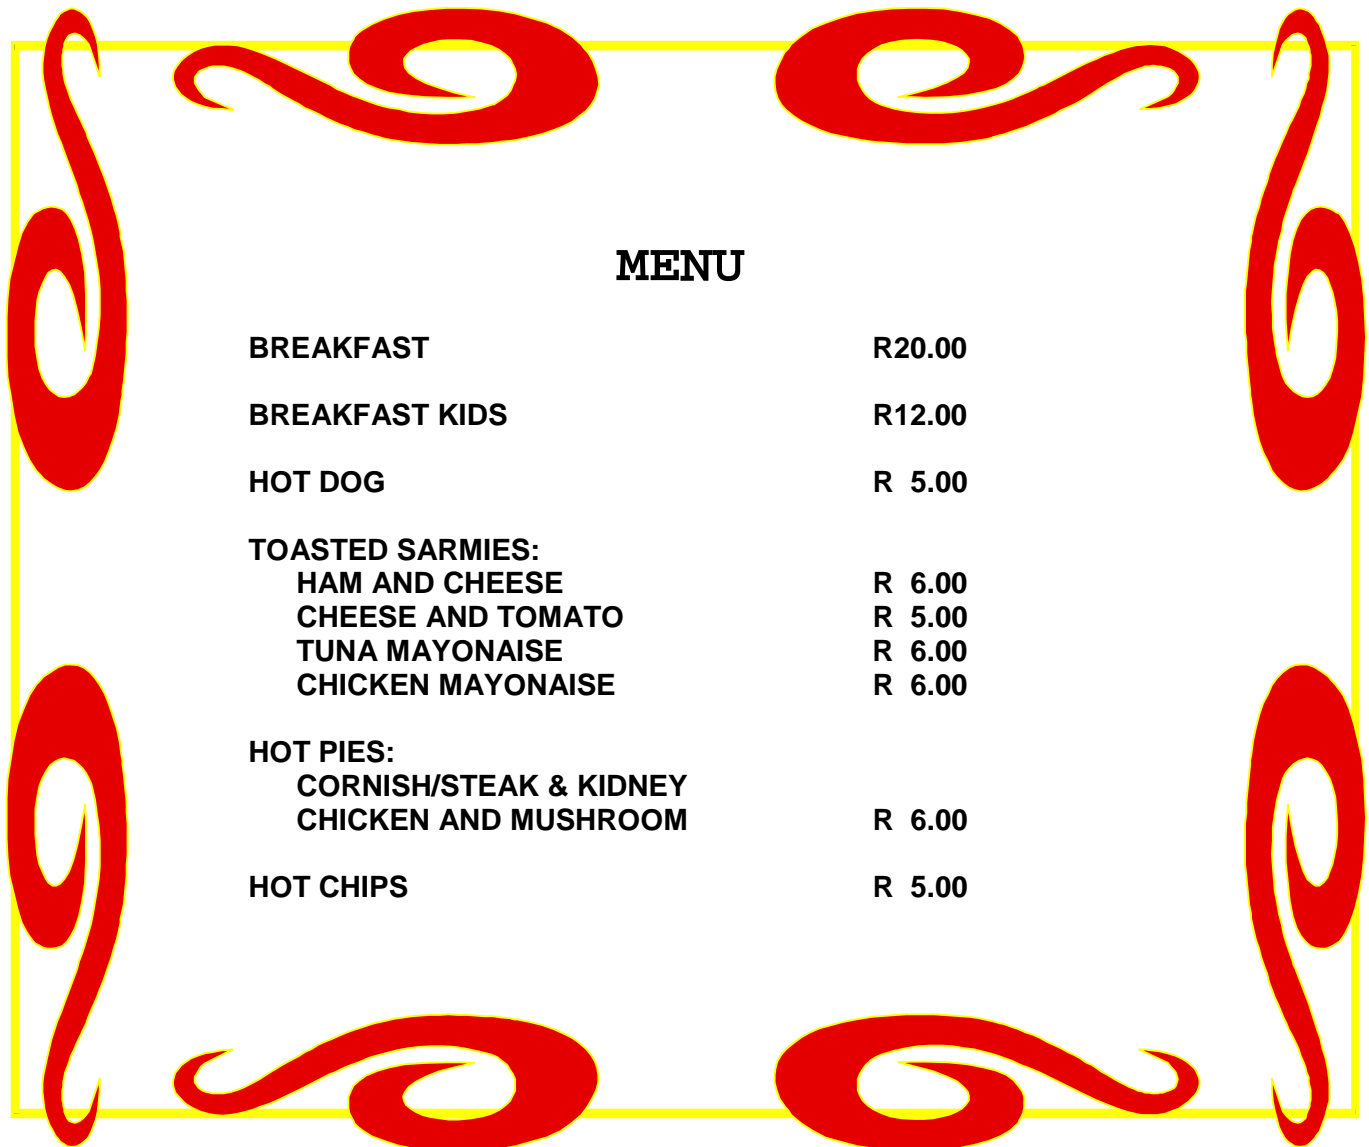 MENU
BREAKFAST R20.00
BREAKFAST KIDS R12.00
HOT DOG R 5.00
TOASTED SARMIES:
HAM AND CHEESE R 6.00
CHEESE AND TOMATO R 5.00
TUNA MAYONAISE R 6.00
CHICKEN MAYONAISE R 6.00
HOT PIES:
CORNISH/STEAK & KIDNEY
CHICKEN AND MUSHROOM R 6.00
HOT CHIPS R 5.00